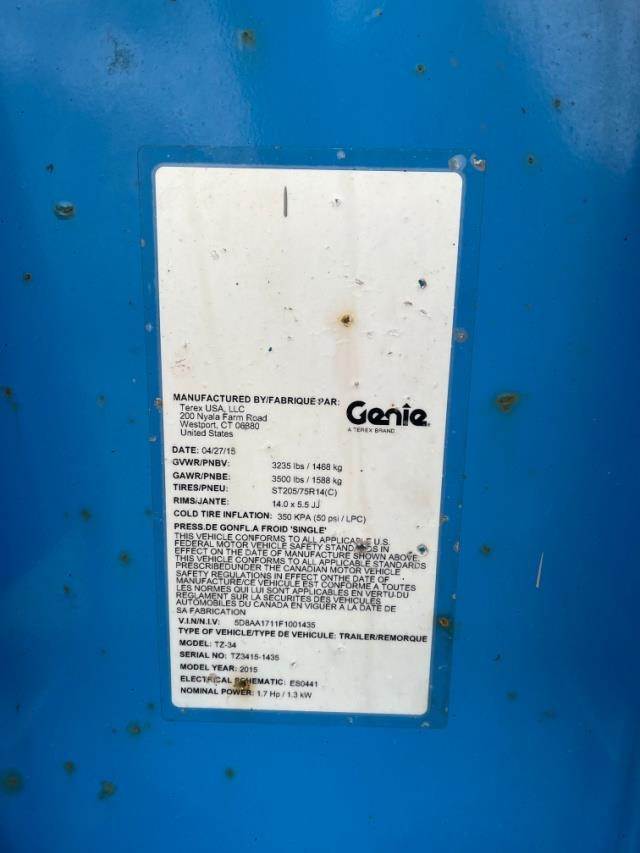 MANUFACTURED BY/FABRIQUE PAR:
Terex USA, LLC
200 Nyala Farm Road
Westport, CT 06880
United States
Genie
A TEREX BRAND
DATE: 04/27/15
GVWR/PNBV: 3235 lbs / 1468 kg
GAWR/PNBE: 3500 lbs / 1588 kg
TIRES/PNEU: ST205/75R14(C)
RIMS/JANTE: 14.0 x 5.5 JJ
COLD TIRE INFLATION: 350 KPA (50 psi / LPC)
PRESS.DE GONFL.A FROID 'SINGLE'
THIS VEHICLE CONFORMS TO ALL APPLICABLE U.S.
FEDERAL MOTOR VEHICLE SAFETY STANDARDS IN
EFFECT ON THE DATE OF MANUFACTURE SHOWN ABOVE.
THIS VEHICLE CONFORMS TO ALL APPLICABLE STANDARDS
PRESCRIBEDUNDER THE CANADIAN MOTOR VEHICLE
SAFETY REGULATIONS IN EFFECT ONTHE DATE OF
MANUFACTURE/CE VEHICULE EST CONFORME A TOUTES
LES NORMES QUI LUI SONT APPLICABLES EN VERTU-DU
REGLAMENT SUR LA SECURITES DES VEHICULES
AUTOMOBILES DU CANADA EN VIGUER A LA DATE DE
SA FABRICATION
V.I.N/N.I.V: 5D8AA1711F1001435
TYPE OF VEHICLE/TYPE DE VEHICULE: TRAILER/REMORQUE
MODEL: TZ-34
SERIAL NO: TZ3415-1435
MODEL YEAR: 2015
ELECTRICAL SCHEMATIC: ES0441
NOMINAL POWER: 1.7 Hp / 1.3 kW